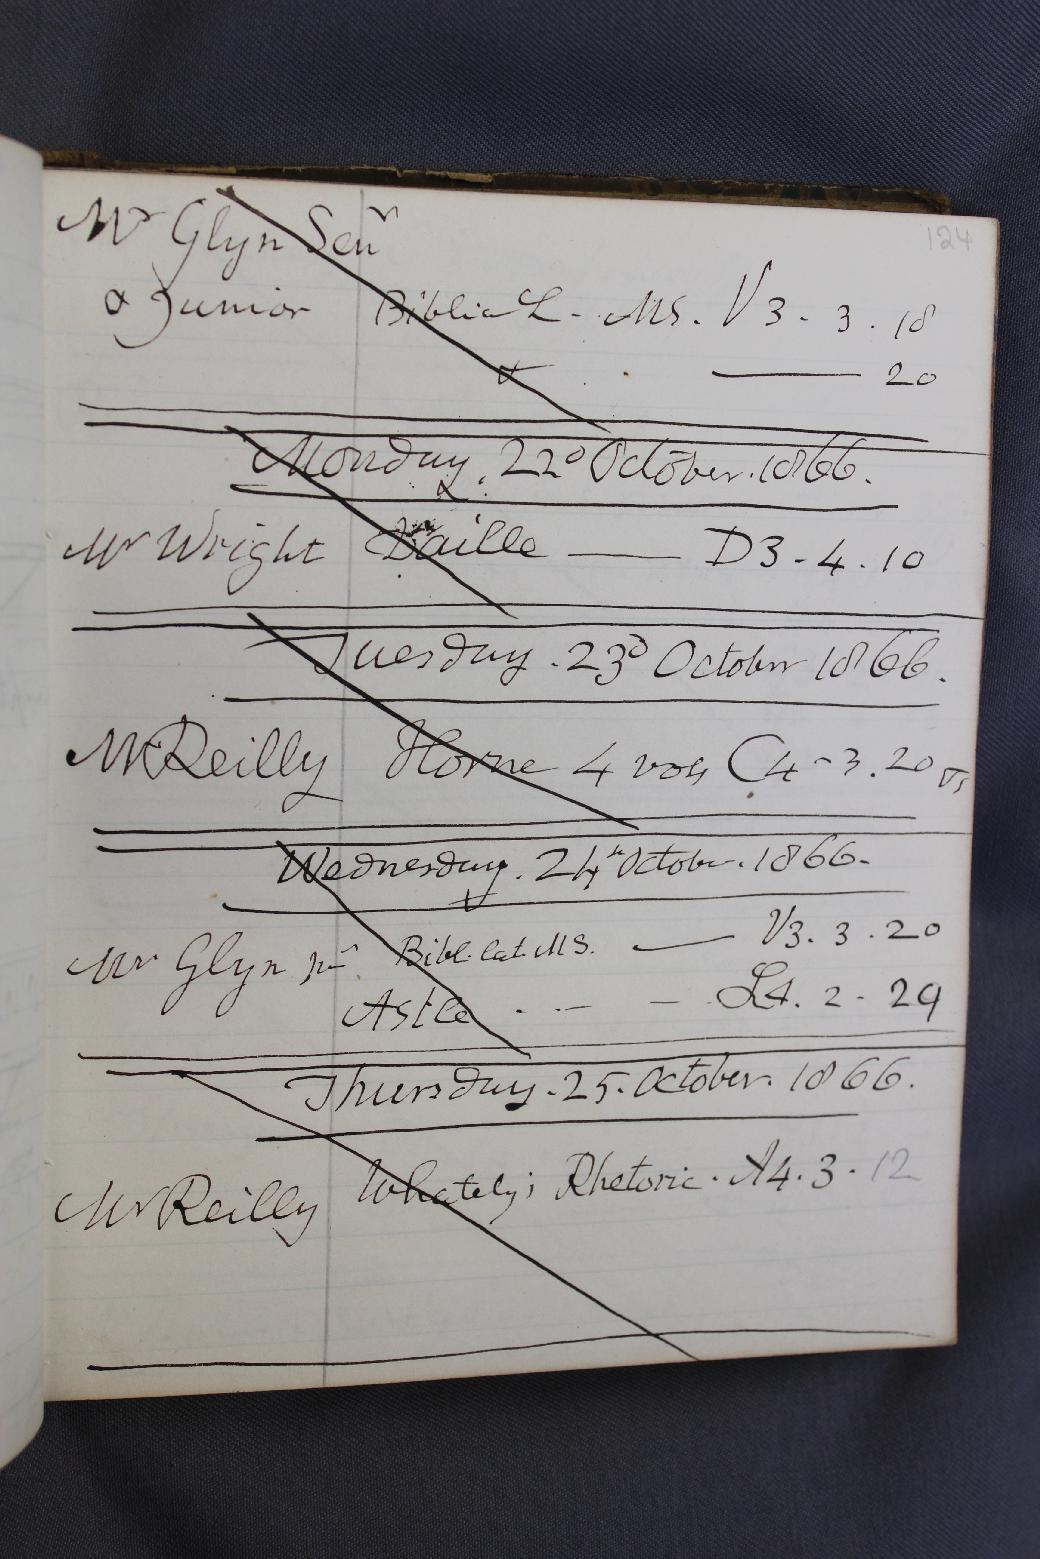 124
Mr Glyn Senr
& Junior Biblia L. MS. V3. 3. 18
& —— 20
Monday. 22d October. 1866.
Mr Wright Daille —— D3-4.10
Tuesday. 23d October 1866.
Mr Reilly Horne 4 vols C4-3.20
Wednesday. 24th October. 1866.
Mr Glyn jnr. Bibl. Lat. MS. —— V3. 3. 20
Astle . - - L4. 2. 29
Thursday. 25. October. 1866.
Mr Reilly Whately's Rhetoric. A4.3.12